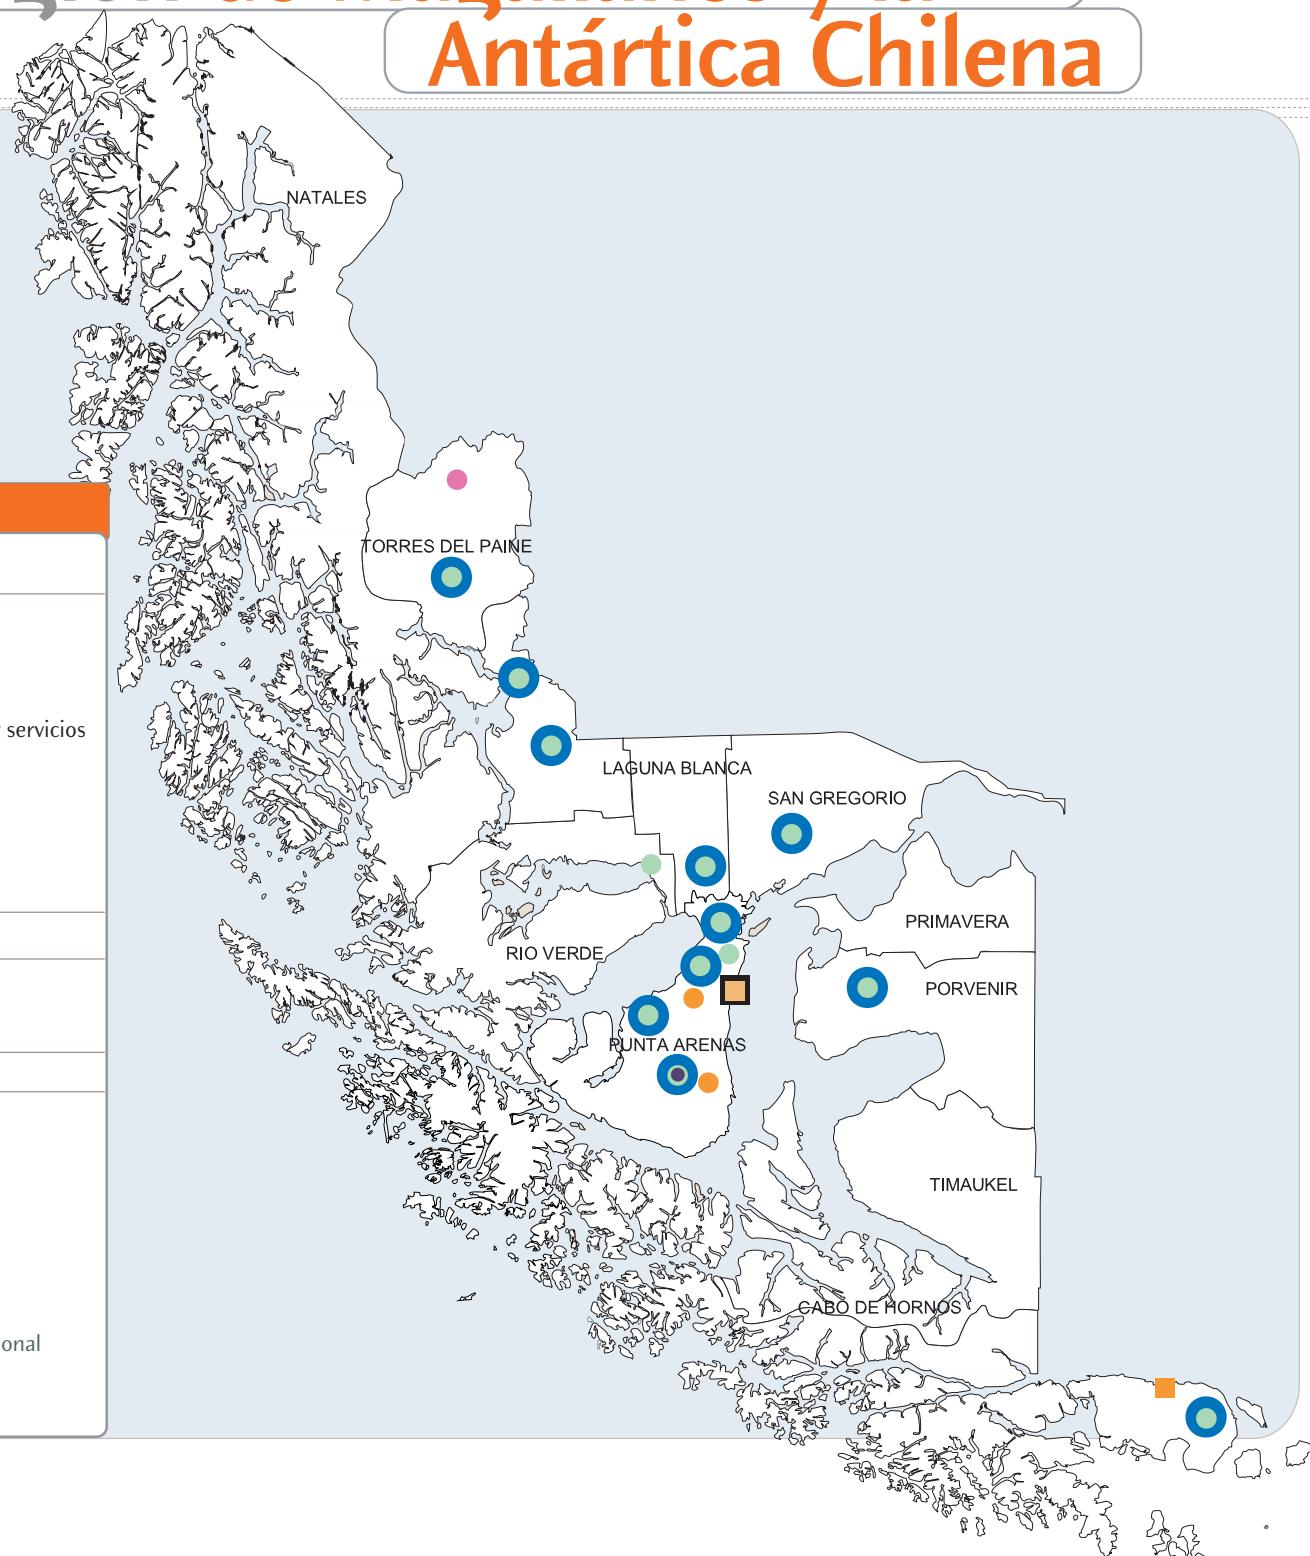 Antártica Chilena
NATALES
TORRES DEL PAINE
servicios
LAGUNA BLANCA
SAN GREGORIO
PRIMAVERA
RIO VERDE
PORVENIR
PUNTA ARENAS
TIMAUKEL
CABO DE HORNOS
onal